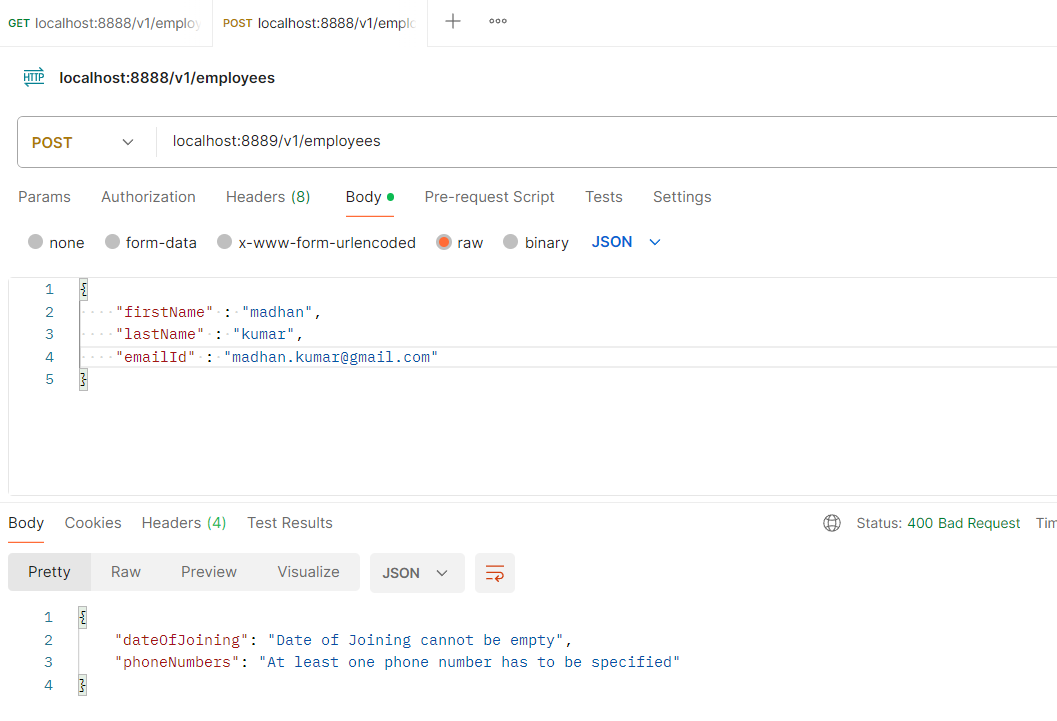 GET localhost:8888/v1/employ
POST localhost:8888/v1/empl
HTTP localhost:8888/v1/employees
POST localhost:8889/v1/employees
Params Authorization Headers (8) Body Pre-request Script Tests Settings
none form-data x-www-form-urlencoded raw binary JSON
1 {
2 "firstName" : "madhan",
3 "lastName" : "kumar",
4 "emailId" : "madhan.kumar@gmail.com"
5 }
Body Cookies Headers (4) Test Results Status: 400 Bad Request Tim
Pretty Raw Preview Visualize JSON
1 {
2 "dateOfJoining": "Date of Joining cannot be empty",
3 "phoneNumbers": "At least one phone number has to be specified"
4 }